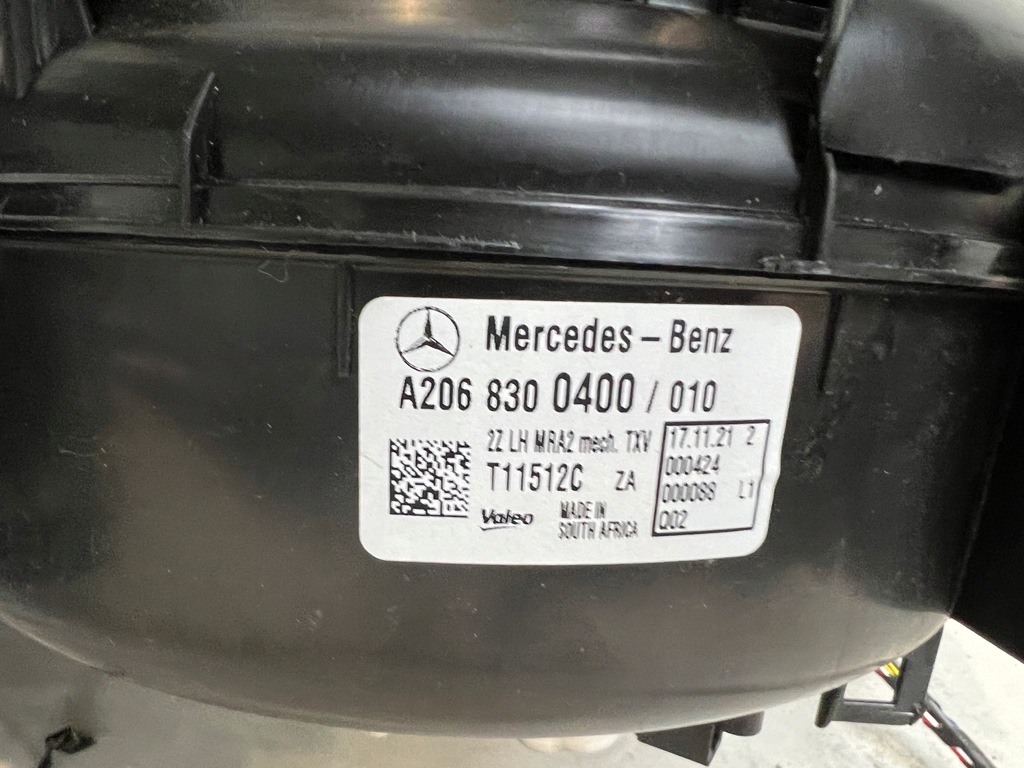 Mercedes-Benz
A206 830 0400 / 010
2Z LH MRA2 mech. TXV
T11512C ZA
Valeo
MADE IN
SOUTH AFRICA
17.11.21 2
000424
000088 L1
Q02